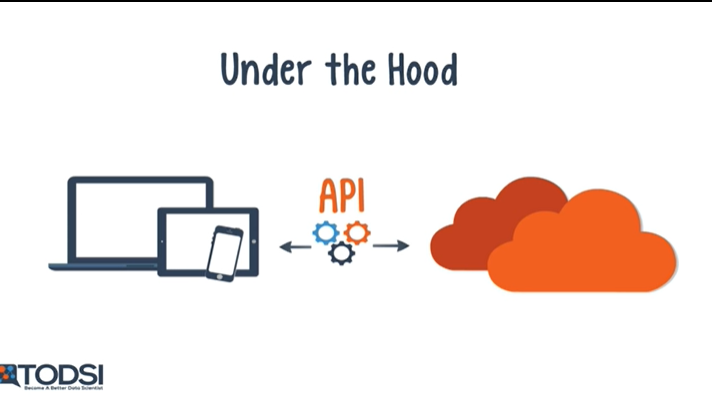 Under the Hood
API
TODSI
Become A Better Data Scientist